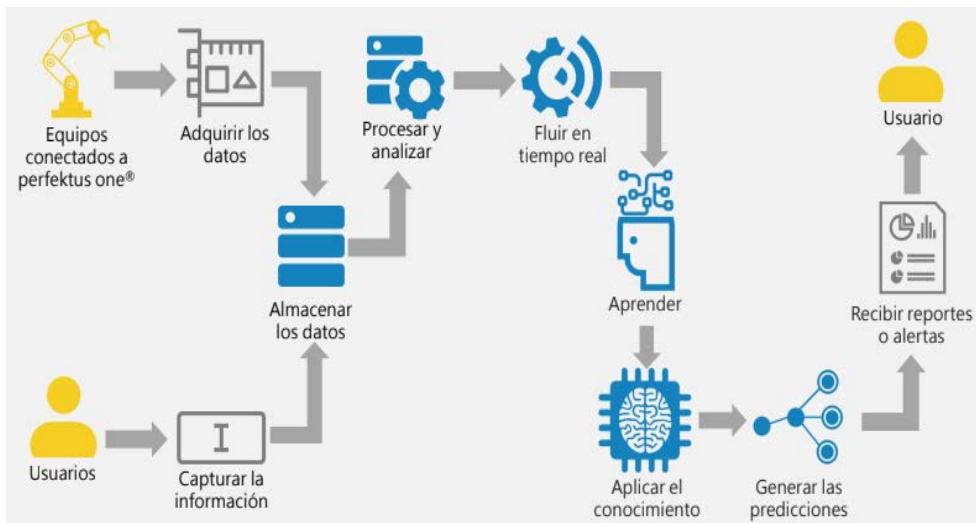 Equipos
conectados a
perfektus one®
Adquirir los
datos
Almacenar
los datos
Usuarios
I
Capturar la
información
Procesar y
analizar
Fluir en
tiempo real
Aprender
Aplicar el
conocimiento
Generar las
predicciones
Recibir reportes
o alertas
Usuario